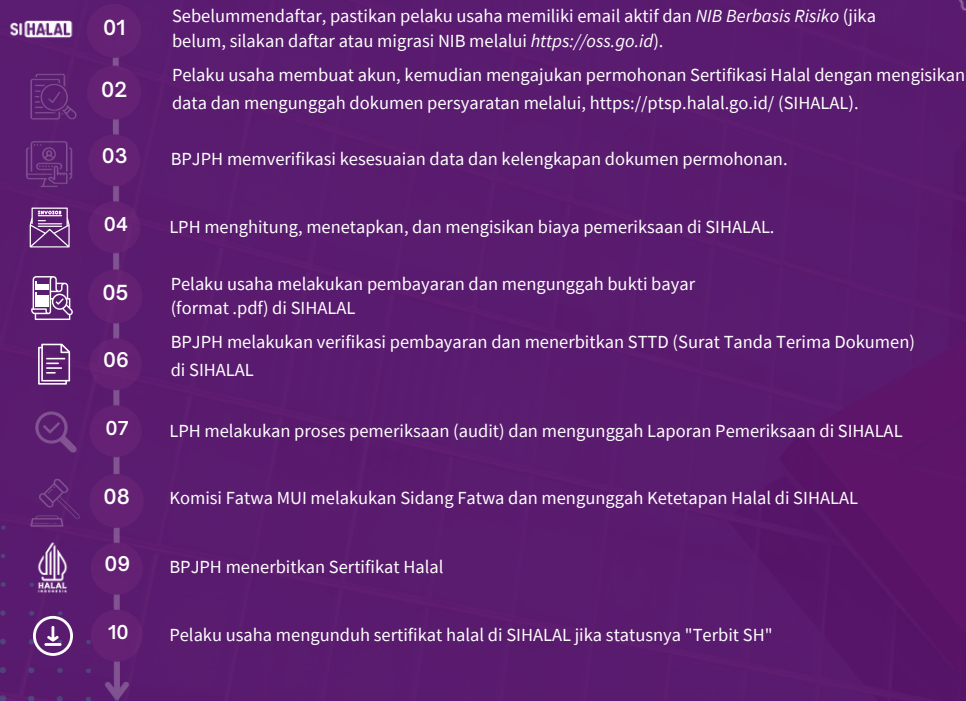 SIHALAL
01
Sebelummendaftar, pastikan pelaku usaha memiliki email aktif dan NIB Berbasis Risiko (jika
belum, silakan daftar atau migrasi NIB melalui https://oss.go.id).
02
Pelaku usaha membuat akun, kemudian mengajukan permohonan Sertifikasi Halal dengan mengisikan
data dan mengunggah dokumen persyaratan melalui, https://ptsp.halal.go.id/ (SIHALAL).
03
BPJPH memverifikasi kesesuaian data dan kelengkapan dokumen permohonan.
INVOICE
04
LPH menghitung, menetapkan, dan mengisikan biaya pemeriksaan di SIHALAL.
05
Pelaku usaha melakukan pembayaran dan mengunggah bukti bayar
(format .pdf) di SIHALAL
06
BPJPH melakukan verifikasi pembayaran dan menerbitkan STTD (Surat Tanda Terima Dokumen)
di SIHALAL
07
LPH melakukan proses pemeriksaan (audit) dan mengunggah Laporan Pemeriksaan di SIHALAL
08
Komisi Fatwa MUI melakukan Sidang Fatwa dan mengunggah Ketetapan Halal di SIHALAL
HALAL
INDONESIA
09
BPJPH menerbitkan Sertifikat Halal
10
Pelaku usaha mengunduh sertifikat halal di SIHALAL jika statusnya "Terbit SH"